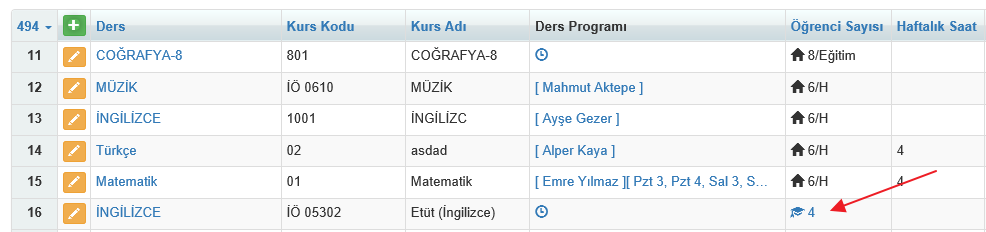 494 Ders Kurs Kodu Kurs Adı Ders Programı Öğrenci Sayısı Haftalık Saat
11 COĞRAFYA-8 801 COĞRAFYA-8 8/Eğitim
12 MÜZİK İÖ 0610 MÜZİK [ Mahmut Aktepe ] 6/H
13 İNGİLİZCE 1001 İNGİLİZC [ Ayşe Gezer ] 6/H
14 Türkçe 02 asdad [ Alper Kaya ] 6/H 4
15 Matematik 01 Matematik [ Emre Yılmaz ][ Pzt 3, Pzt 4, Sal 3, S... 6/H 4
16 İNGİLİZCE İÖ 05302 Etüt (İngilizce) 4